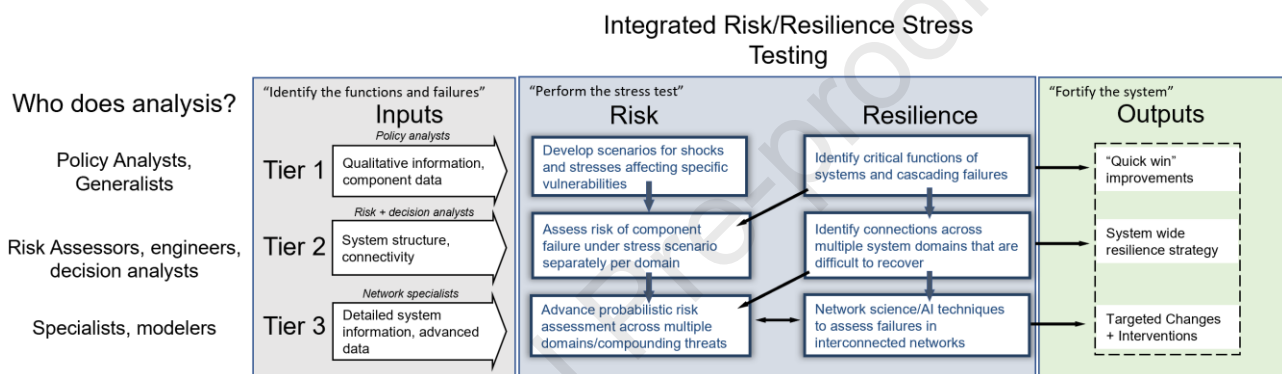 Integrated Risk/Resilience Stress
Testing
Who does analysis?
Policy Analysts,
Generalists
Risk Assessors, engineers,
decision analysts
Specialists, modelers
"Identify the functions and failures"
Inputs
Policy analysts
Tier 1
Qualitative information,
component data
Risk + decision analysts
Tier 2
System structure,
connectivity
Network specialists
Tier 3
Detailed system
information, advanced
data
"Perform the stress test"
Risk
Develop scenarios for shocks
and stresses affecting specific
vulnerabilities
Assess risk of component
failure under stress scenario
separately per domain
Advance probabilistic risk
assessment across multiple
domains/compounding threats
Resilience
Identify critical functions of
systems and cascading failures
Identify connections across
multiple system domains that are
difficult to recover
Network science/AI techniques
to assess failures in
interconnected networks
"Fortify the system"
Outputs
"Quick win"
improvements
System wide
resilience strategy
Targeted Changes
+ Interventions
Pre-proof